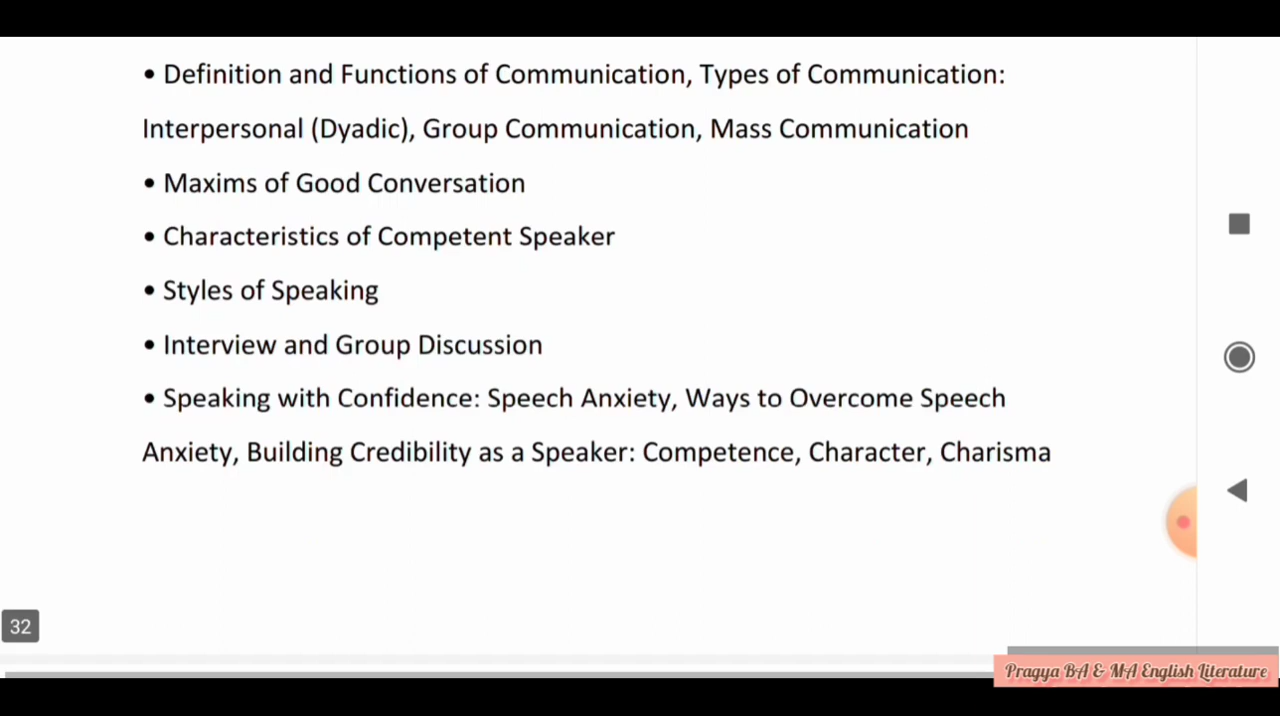 • Definition and Functions of Communication, Types of Communication:
Interpersonal (Dyadic), Group Communication, Mass Communication
• Maxims of Good Conversation
• Characteristics of Competent Speaker
• Styles of Speaking
• Interview and Group Discussion
• Speaking with Confidence: Speech Anxiety, Ways to Overcome Speech
Anxiety, Building Credibility as a Speaker: Competence, Character, Charisma
32
Pragya BA & MA English Literature